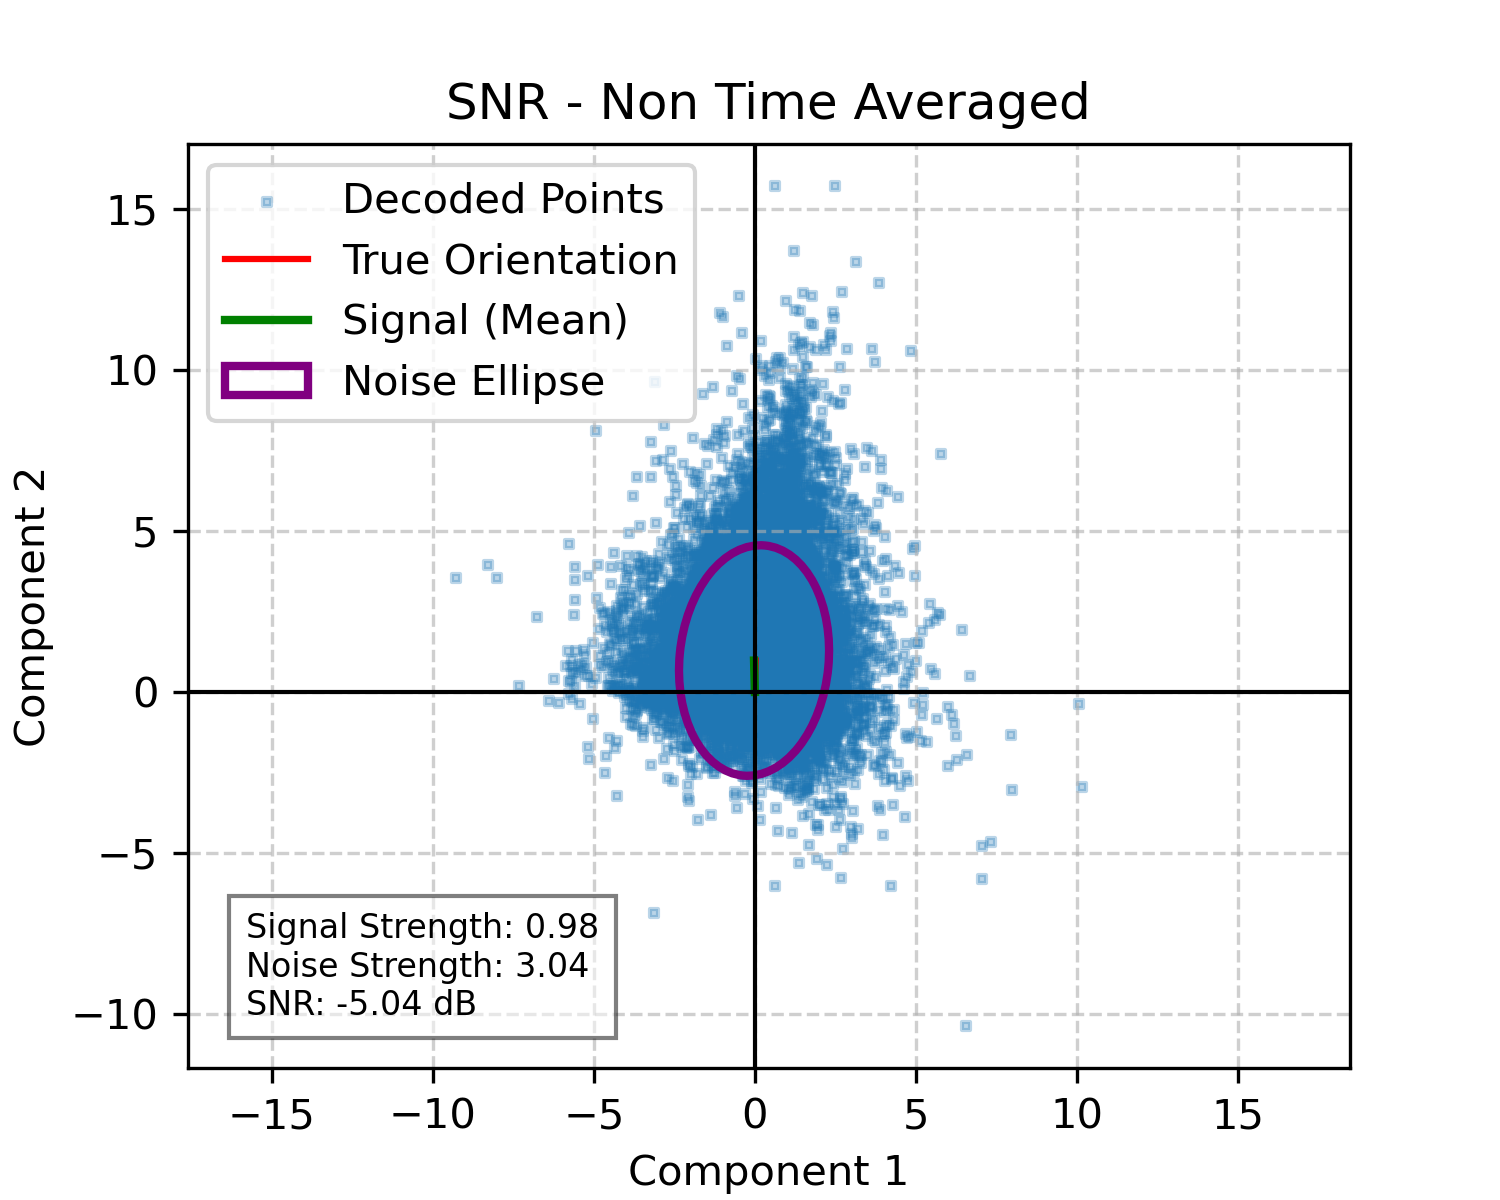 SNR - Non Time Averaged
Decoded Points
True Orientation
Signal (Mean)
Noise Ellipse
15
10
5
0
−5
−10
Component 2
Signal Strength: 0.98
Noise Strength: 3.04
SNR: -5.04 dB
−15 −10 −5 0 5 10 15
Component 1